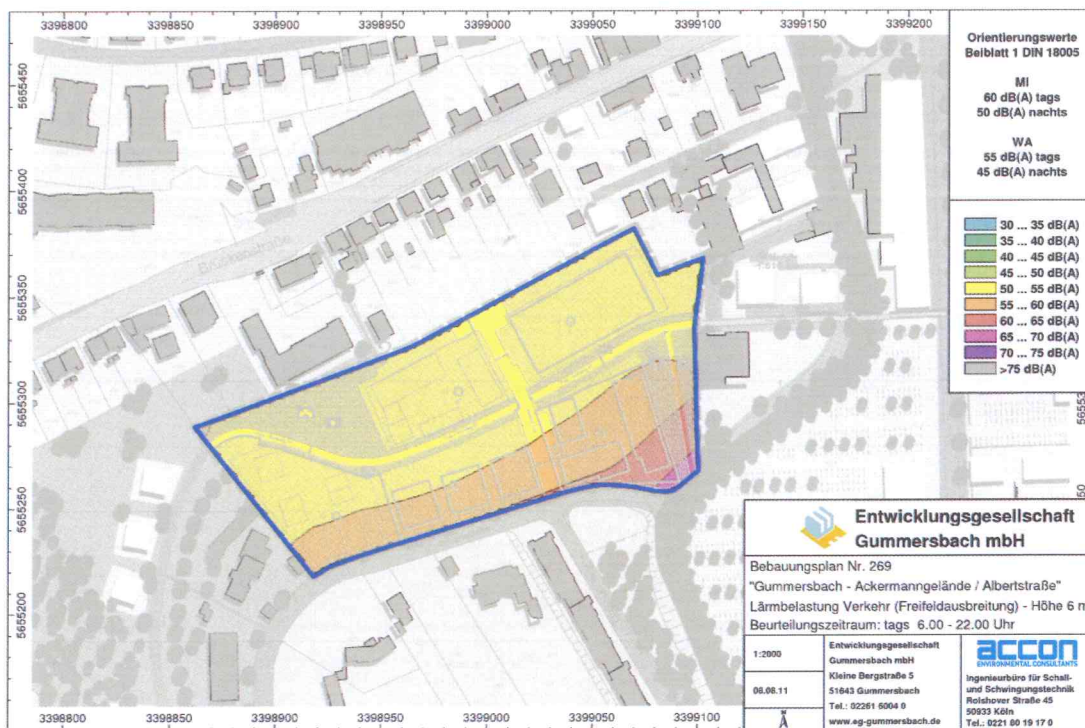 3398800 3398850 3398900 3398950 3399000 3399050 3399100 3399150 3399200
5655450
5655400
5655350
5655300
5655250
5655200
Orientierungswerte
Beiblatt 1 DIN 18005
MI
60 dB(A) tags
50 dB(A) nachts
WA
55 dB(A) tags
45 dB(A) nachts
30 ... 35 dB(A)
35 ... 40 dB(A)
40 ... 45 dB(A)
45 ... 50 dB(A)
50 ... 55 dB(A)
55 ... 60 dB(A)
60 ... 65 dB(A)
65 ... 70 dB(A)
70 ... 75 dB(A)
>75 dB(A)
Entwicklungsgesellschaft
Gummersbach mbH
Bebauungsplan Nr. 269
"Gummersbach - Ackermanngelände / Albertstraße"
Lärmbelastung Verkehr (Freifeldausbreitung) - Höhe 6 m
Beurteilungszeitraum: tags 6.00 - 22.00 Uhr
1:2000
08.08.11
N
Entwicklungsgesellschaft
Gummersbach mbH
Kleine Bergstraße 5
51643 Gummersbach
Tel.: 02261 6004 0
www.eg-gummersbach.de
accon
ENVIRONMENTAL CONSULTANTS
Ingenieurbüro für Schall-
und Schwingungstechnik
Rolshover Straße 45
50933 Köln
Tel.: 0221 80 19 17 0
3398800 3398850 3398900 3398950 3399000 3399050 3399100